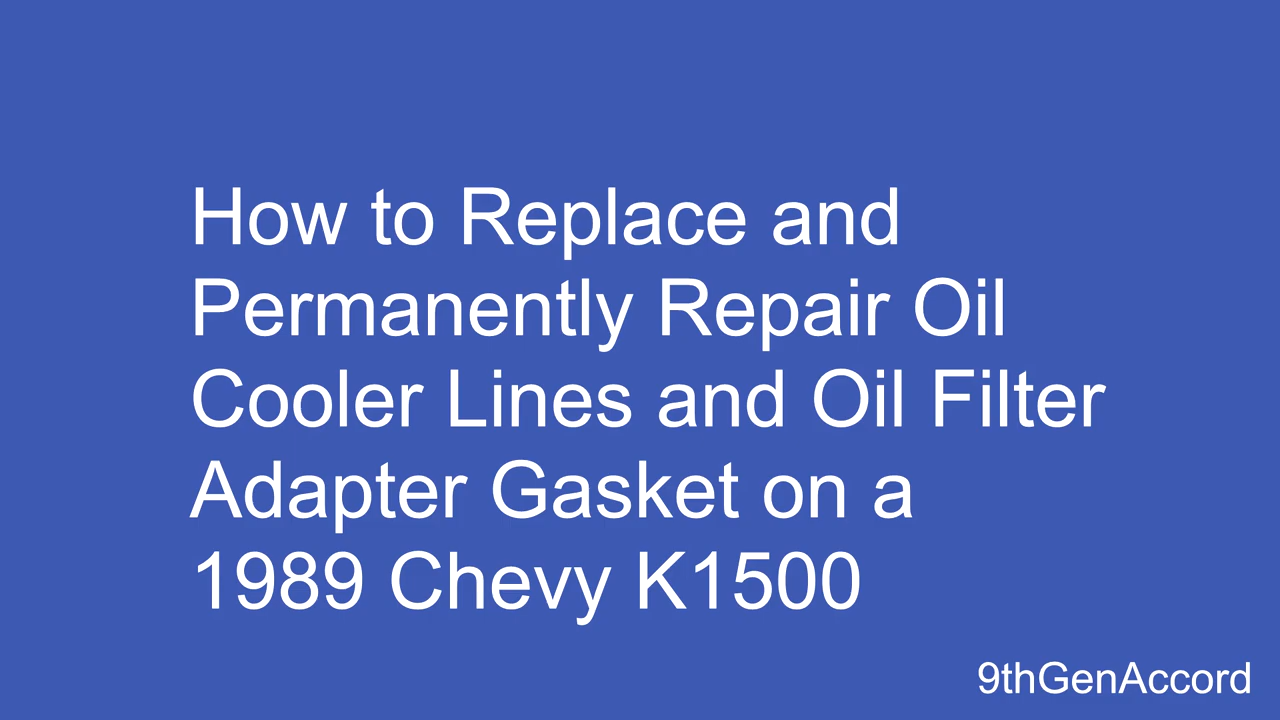 How to Replace and
Permanently Repair Oil
Cooler Lines and Oil Filter
Adapter Gasket on a
1989 Chevy K1500
9thGenAccord